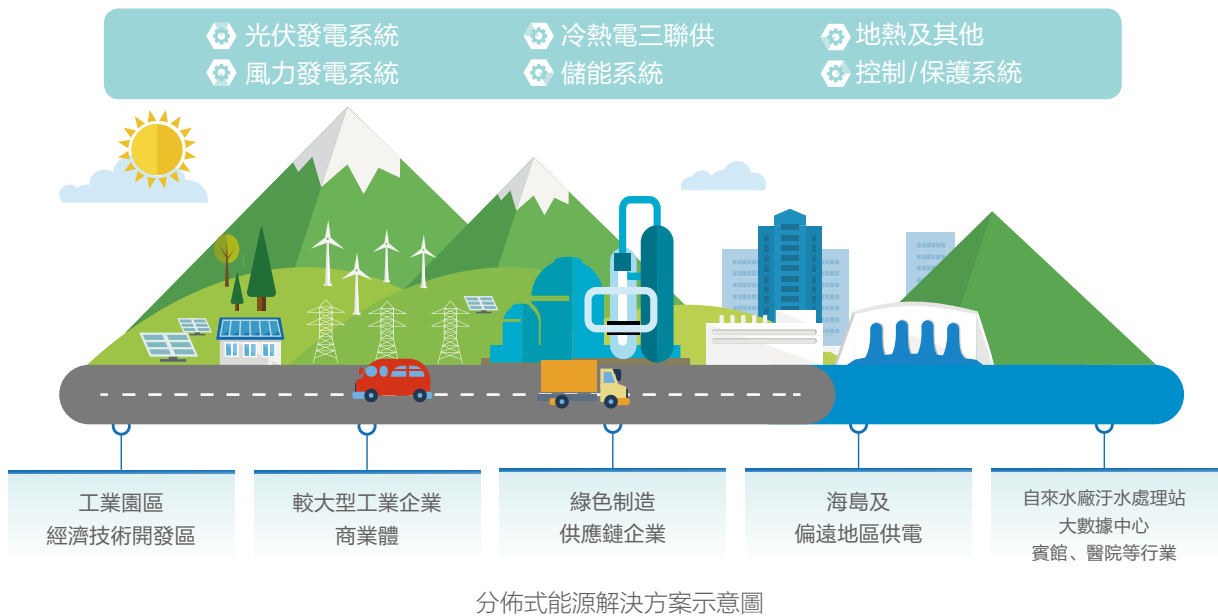 光伏發電系統
冷熱電三聯供
地熱及其他
風力發電系統
儲能系統
控制/保護系統
工業園區
經濟技術開發區
較大型工業企業
商業體
綠色制造
供應鏈企業
海島及
偏遠地區供電
自來水廠汙水處理站
大數據中心
賓館、醫院等行業
分佈式能源解決方案示意圖